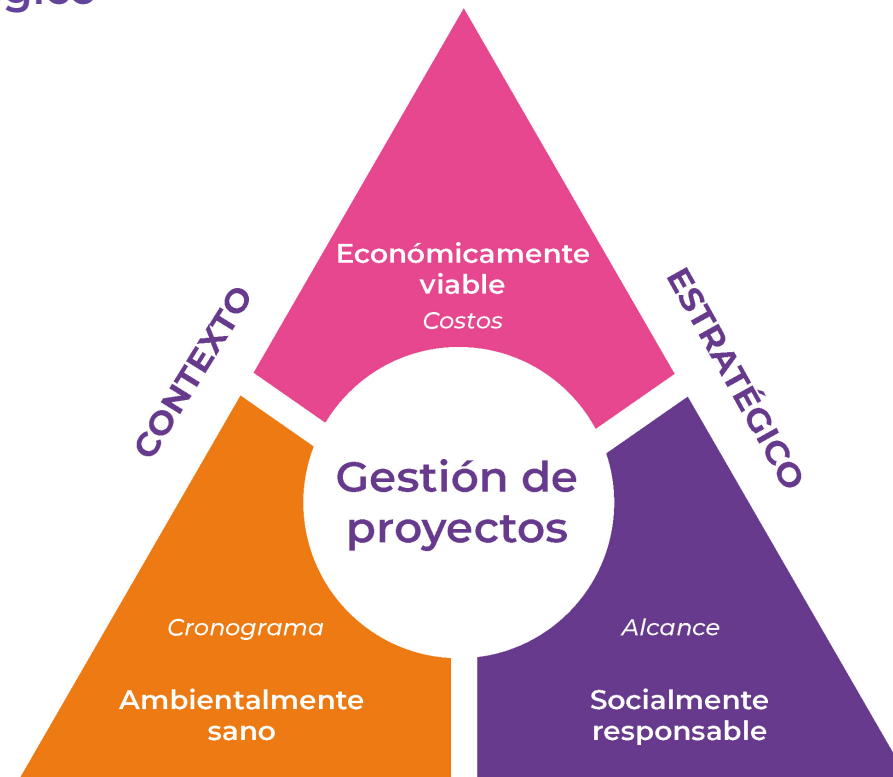 Económicamente
viable
Costos
CONTEXTO
ESTRATÉGICO
Gestión de
proyectos
Cronograma
Ambientalmente
sano
Alcance
Socialmente
responsable